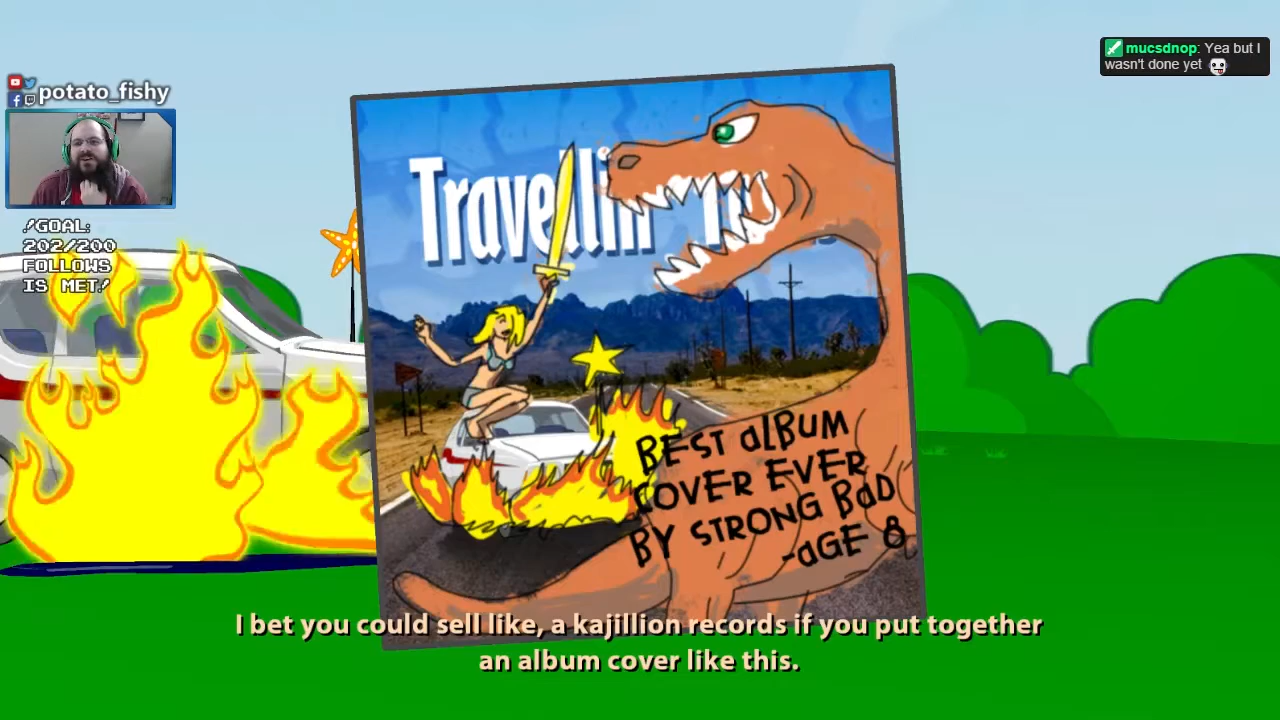 mucsdnop: Yea but I
wasn't done yet
potato_fishy
/GOAL:
202/200
FOLLOWS
IS MET/
Travellin'
BEST aLBUM
COVER EVER
BY STRONG BaD
-aGE 8
I bet you could sell like, a kajillion records if you put together
an album cover like this.